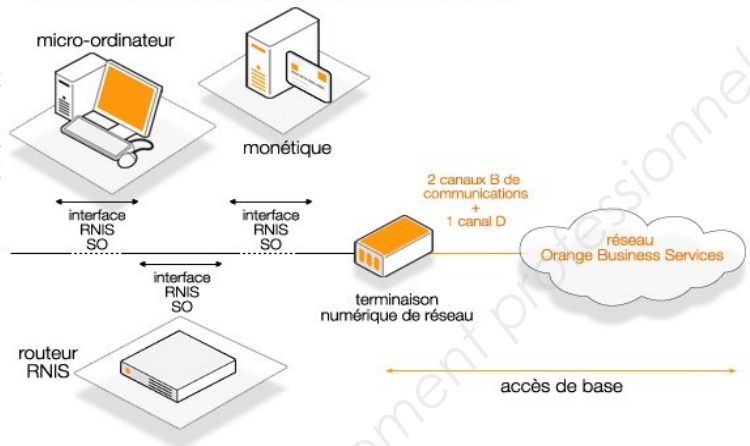 micro-ordinateur
monétique
2 canaux B de
communications
+
1 canal D
interface
RNIS
SO
interface
RNIS
SO
réseau
Orange Business Services
interface
RNIS
SO
terminaison
numérique de réseau
routeur
RNIS
accès de base